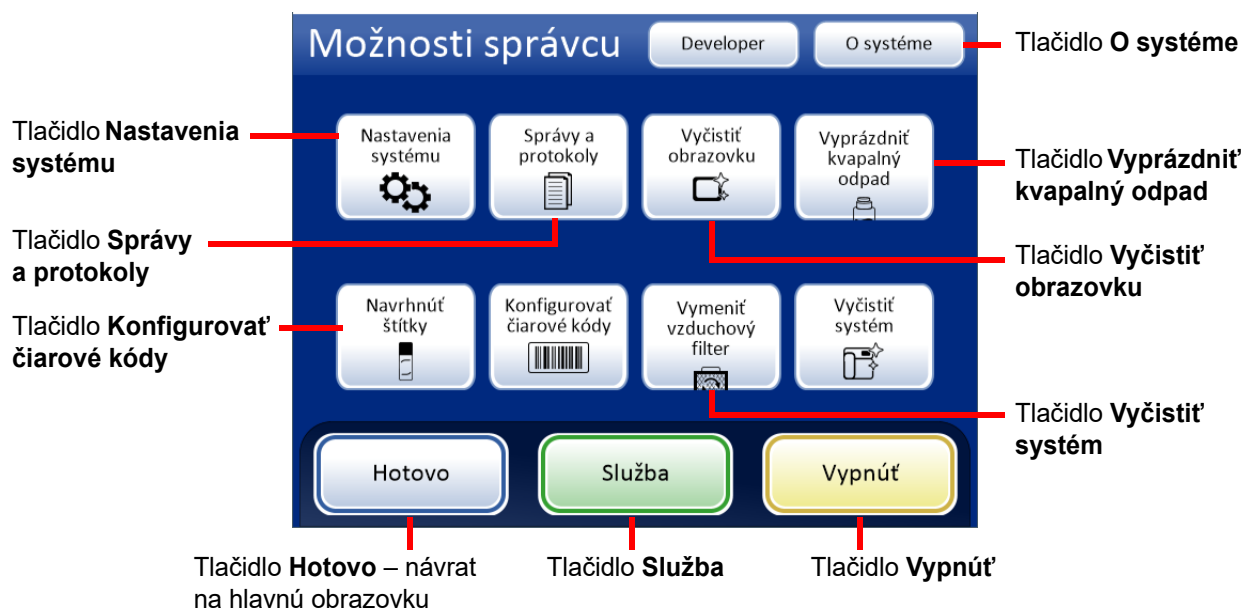 Možnosti správcu
Developer
O systéme
Tlačidlo O systéme
Tlačidlo Nastavenia
systému
Nastavenia
systému
Správy a
protokoly
Vyčistiť
obrazovku
Vyprázdniť
kvapalný
odpad
Tlačidlo Vyprázdniť
kvapalný odpad
Tlačidlo Správy
a protokoly
Tlačidlo Vyčistiť
obrazovku
Tlačidlo Konfigurovať
čiarové kódy
Navrhnúť
štítky
Konfigurovať
čiarové kódy
Vymeniť
vzduchový
filter
Vyčistiť
systém
Tlačidlo Vyčistiť
systém
Hotovo
Služba
Vypnúť
Tlačidlo Hotovo – návrat
na hlavnú obrazovku
Tlačidlo Služba
Tlačidlo Vypnúť